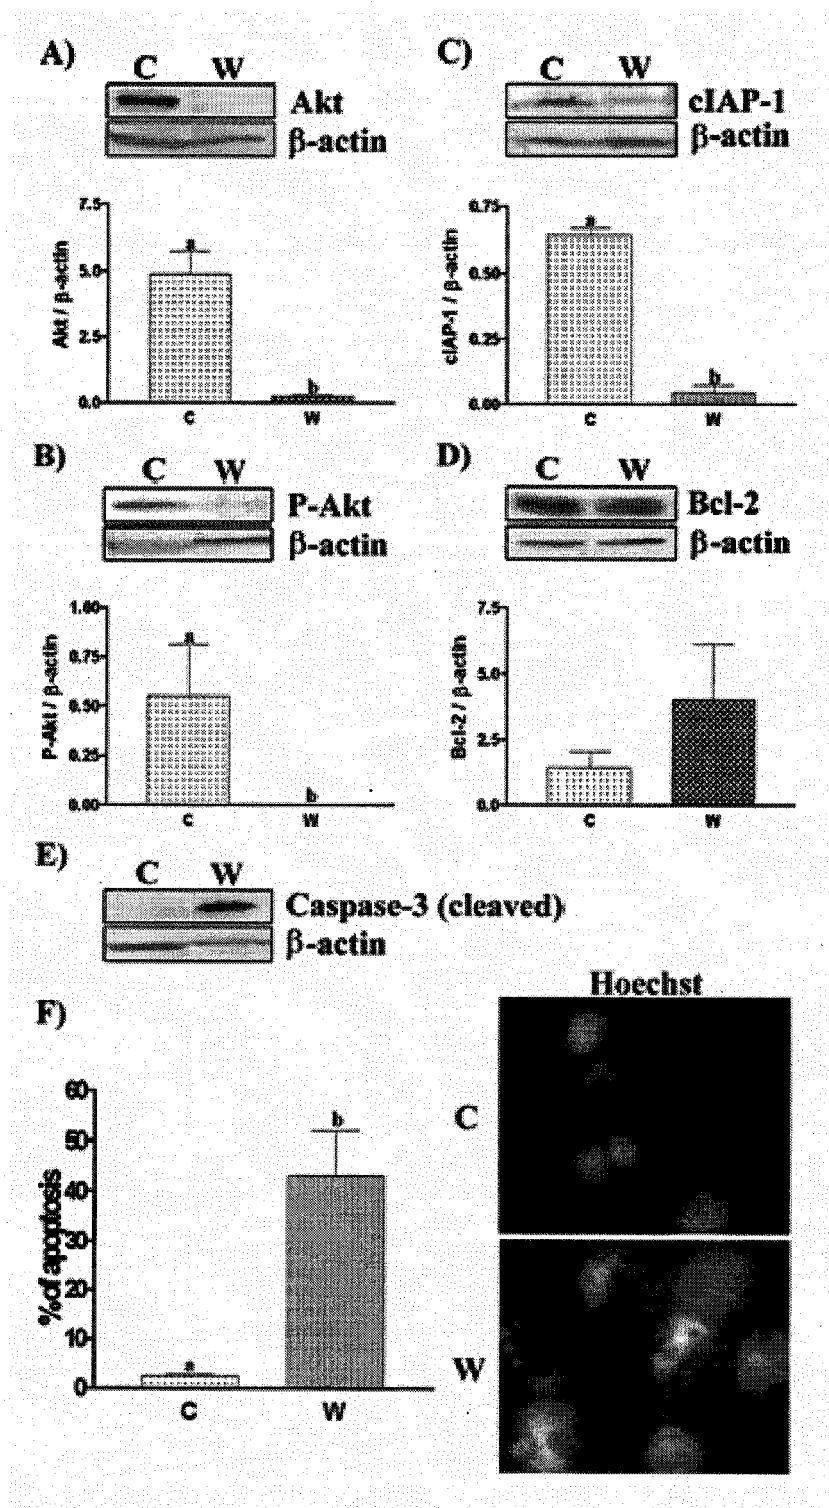 A)
C W
Akt
β-actin
7.5
5.0
2.5
0.0
Akt / β-actin
a
b
C W
C)
C W
cIAP-1
β-actin
0.75
0.50
0.25
0.00
cIAP-1 / β-actin
a
b
C W
B)
C W
P-Akt
β-actin
1.00
0.75
0.50
0.25
0.00
P-Akt / β-actin
a
b
C W
D)
C W
Bcl-2
β-actin
7.5
5.0
2.5
0.0
Bcl-2 / β-actin
C W
E)
C W
Caspase-3 (cleaved)
β-actin
F)
60
50
40
30
20
10
0
% of apoptosis
a
b
C W
Hoechst
C
W